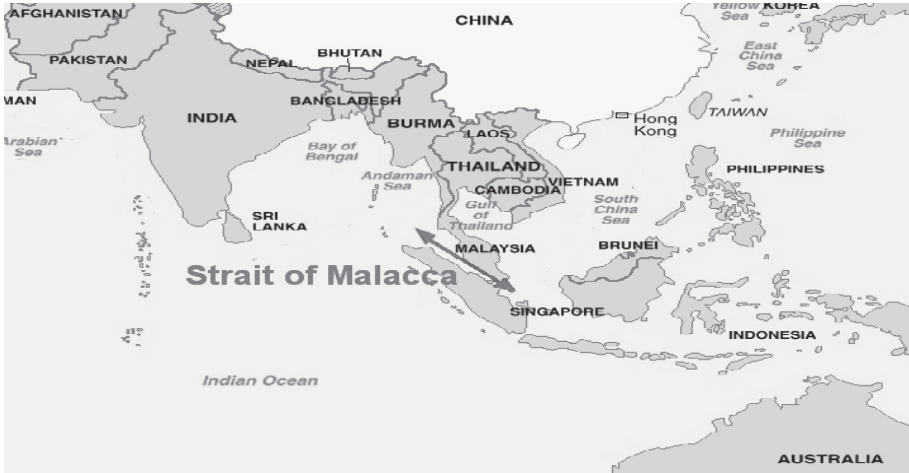 AFGHANISTAN
CHINA
Yellow
Sea
KOREA
PAKISTAN
NEPAL
BHUTAN
East
China
Sea
MAN
INDIA
BANGLADESH
BURMA
LAOS
Hong
Kong
TAIWAN
Arabian
Sea
Bay of
Bengal
Philippine
Sea
Andaman
Sea
THAILAND
CAMBODIA
VIETNAM
PHILIPPINES
SRI
LANKA
Gulf
of
Thailand
South
China
Sea
MALAYSIA
BRUNEI
Strait of Malacca
SINGAPORE
INDONESIA
Indian Ocean
AUSTRALIA